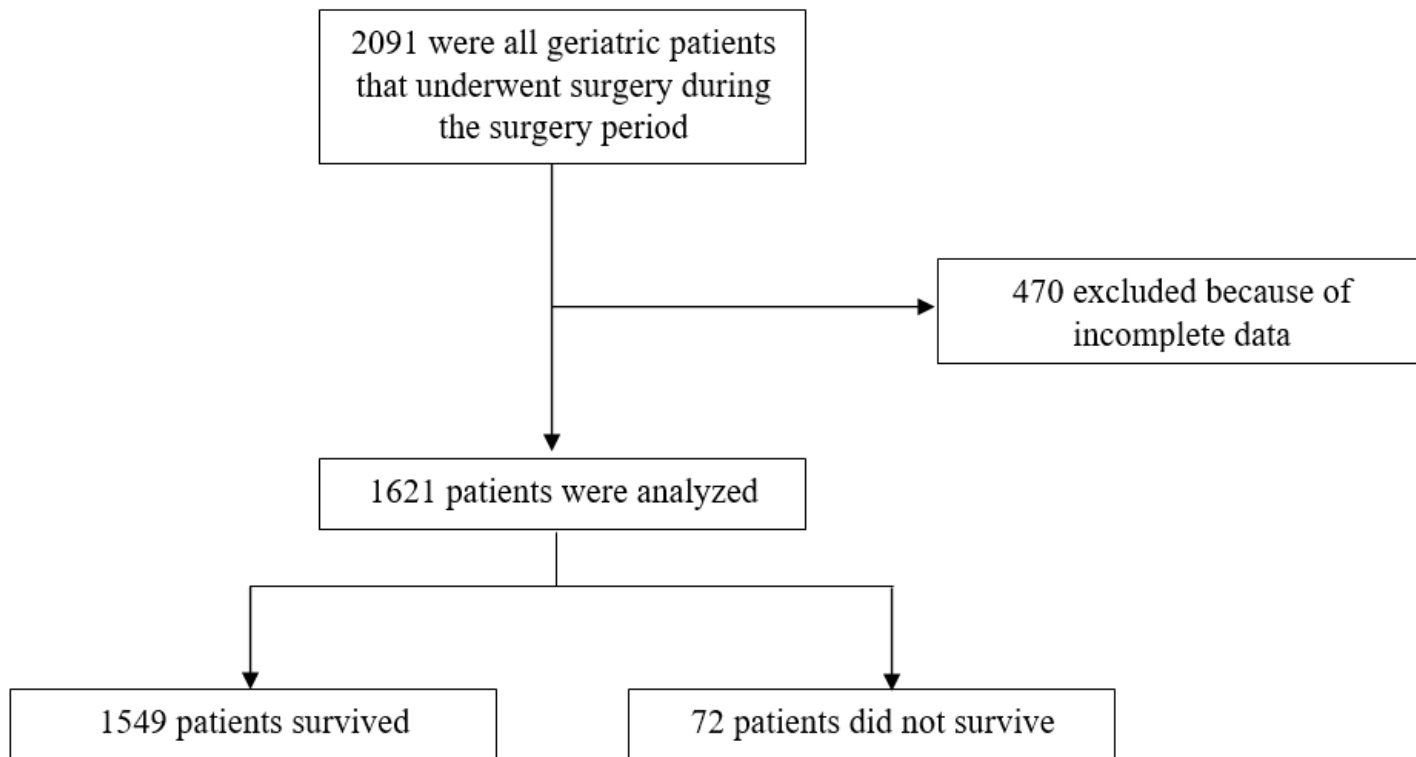 2091 were all geriatric patients
that underwent surgery during
the surgery period
470 excluded because of
incomplete data
1621 patients were analyzed
1549 patients survived
72 patients did not survive